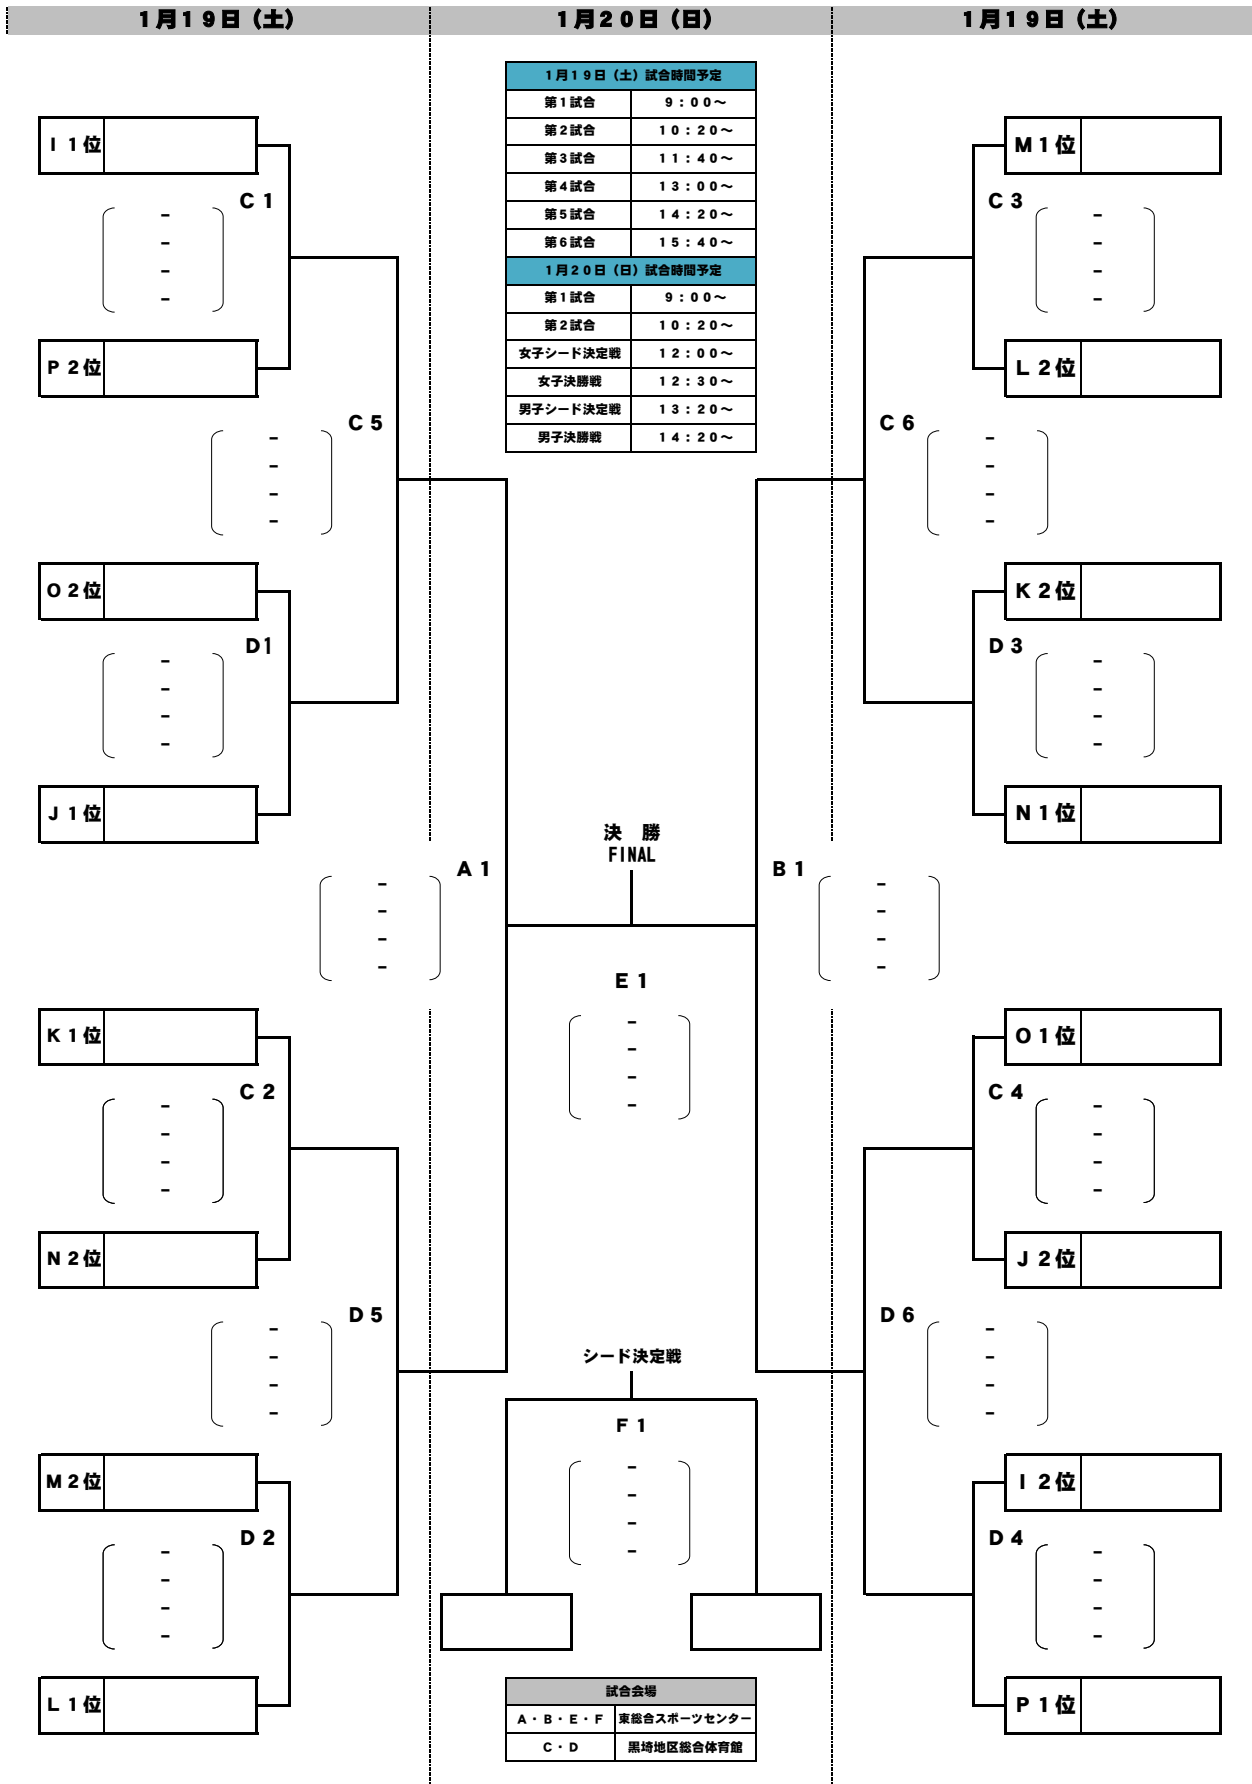 1月19日（土） 1月20日（日） 1月19日（土）
1月19日（土）試合時間予定
第1試合 9：00～
第2試合 10：20～
第3試合 11：40～
第4試合 13：00～
第5試合 14：20～
第6試合 15：40～
1月20日（日）試合時間予定
第1試合 9：00～
第2試合 10：20～
女子シード決定戦 12：00～
女子決勝戦 12：30～
男子シード決定戦 13：20～
男子決勝戦 14：20～
I 1位
C 1
-
-
-
-
P 2位
C 5
-
-
-
-
O 2位
D1
-
-
-
-
J 1位
A 1
-
-
-
-
K 1位
C 2
-
-
-
-
N 2位
D 5
-
-
-
-
M 2位
D 2
-
-
-
-
L 1位
決 勝
FINAL
E 1
-
-
-
-
シード決定戦
F 1
-
-
-
-
試合会場
A・B・E・F 東総合スポーツセンター
C・D 黒埼地区総合体育館
M 1位
C 3
-
-
-
-
L 2位
C 6
-
-
-
-
K 2位
D 3
-
-
-
-
N 1位
B 1
-
-
-
-
O 1位
C 4
-
-
-
-
J 2位
D 6
-
-
-
-
I 2位
D 4
-
-
-
-
P 1位